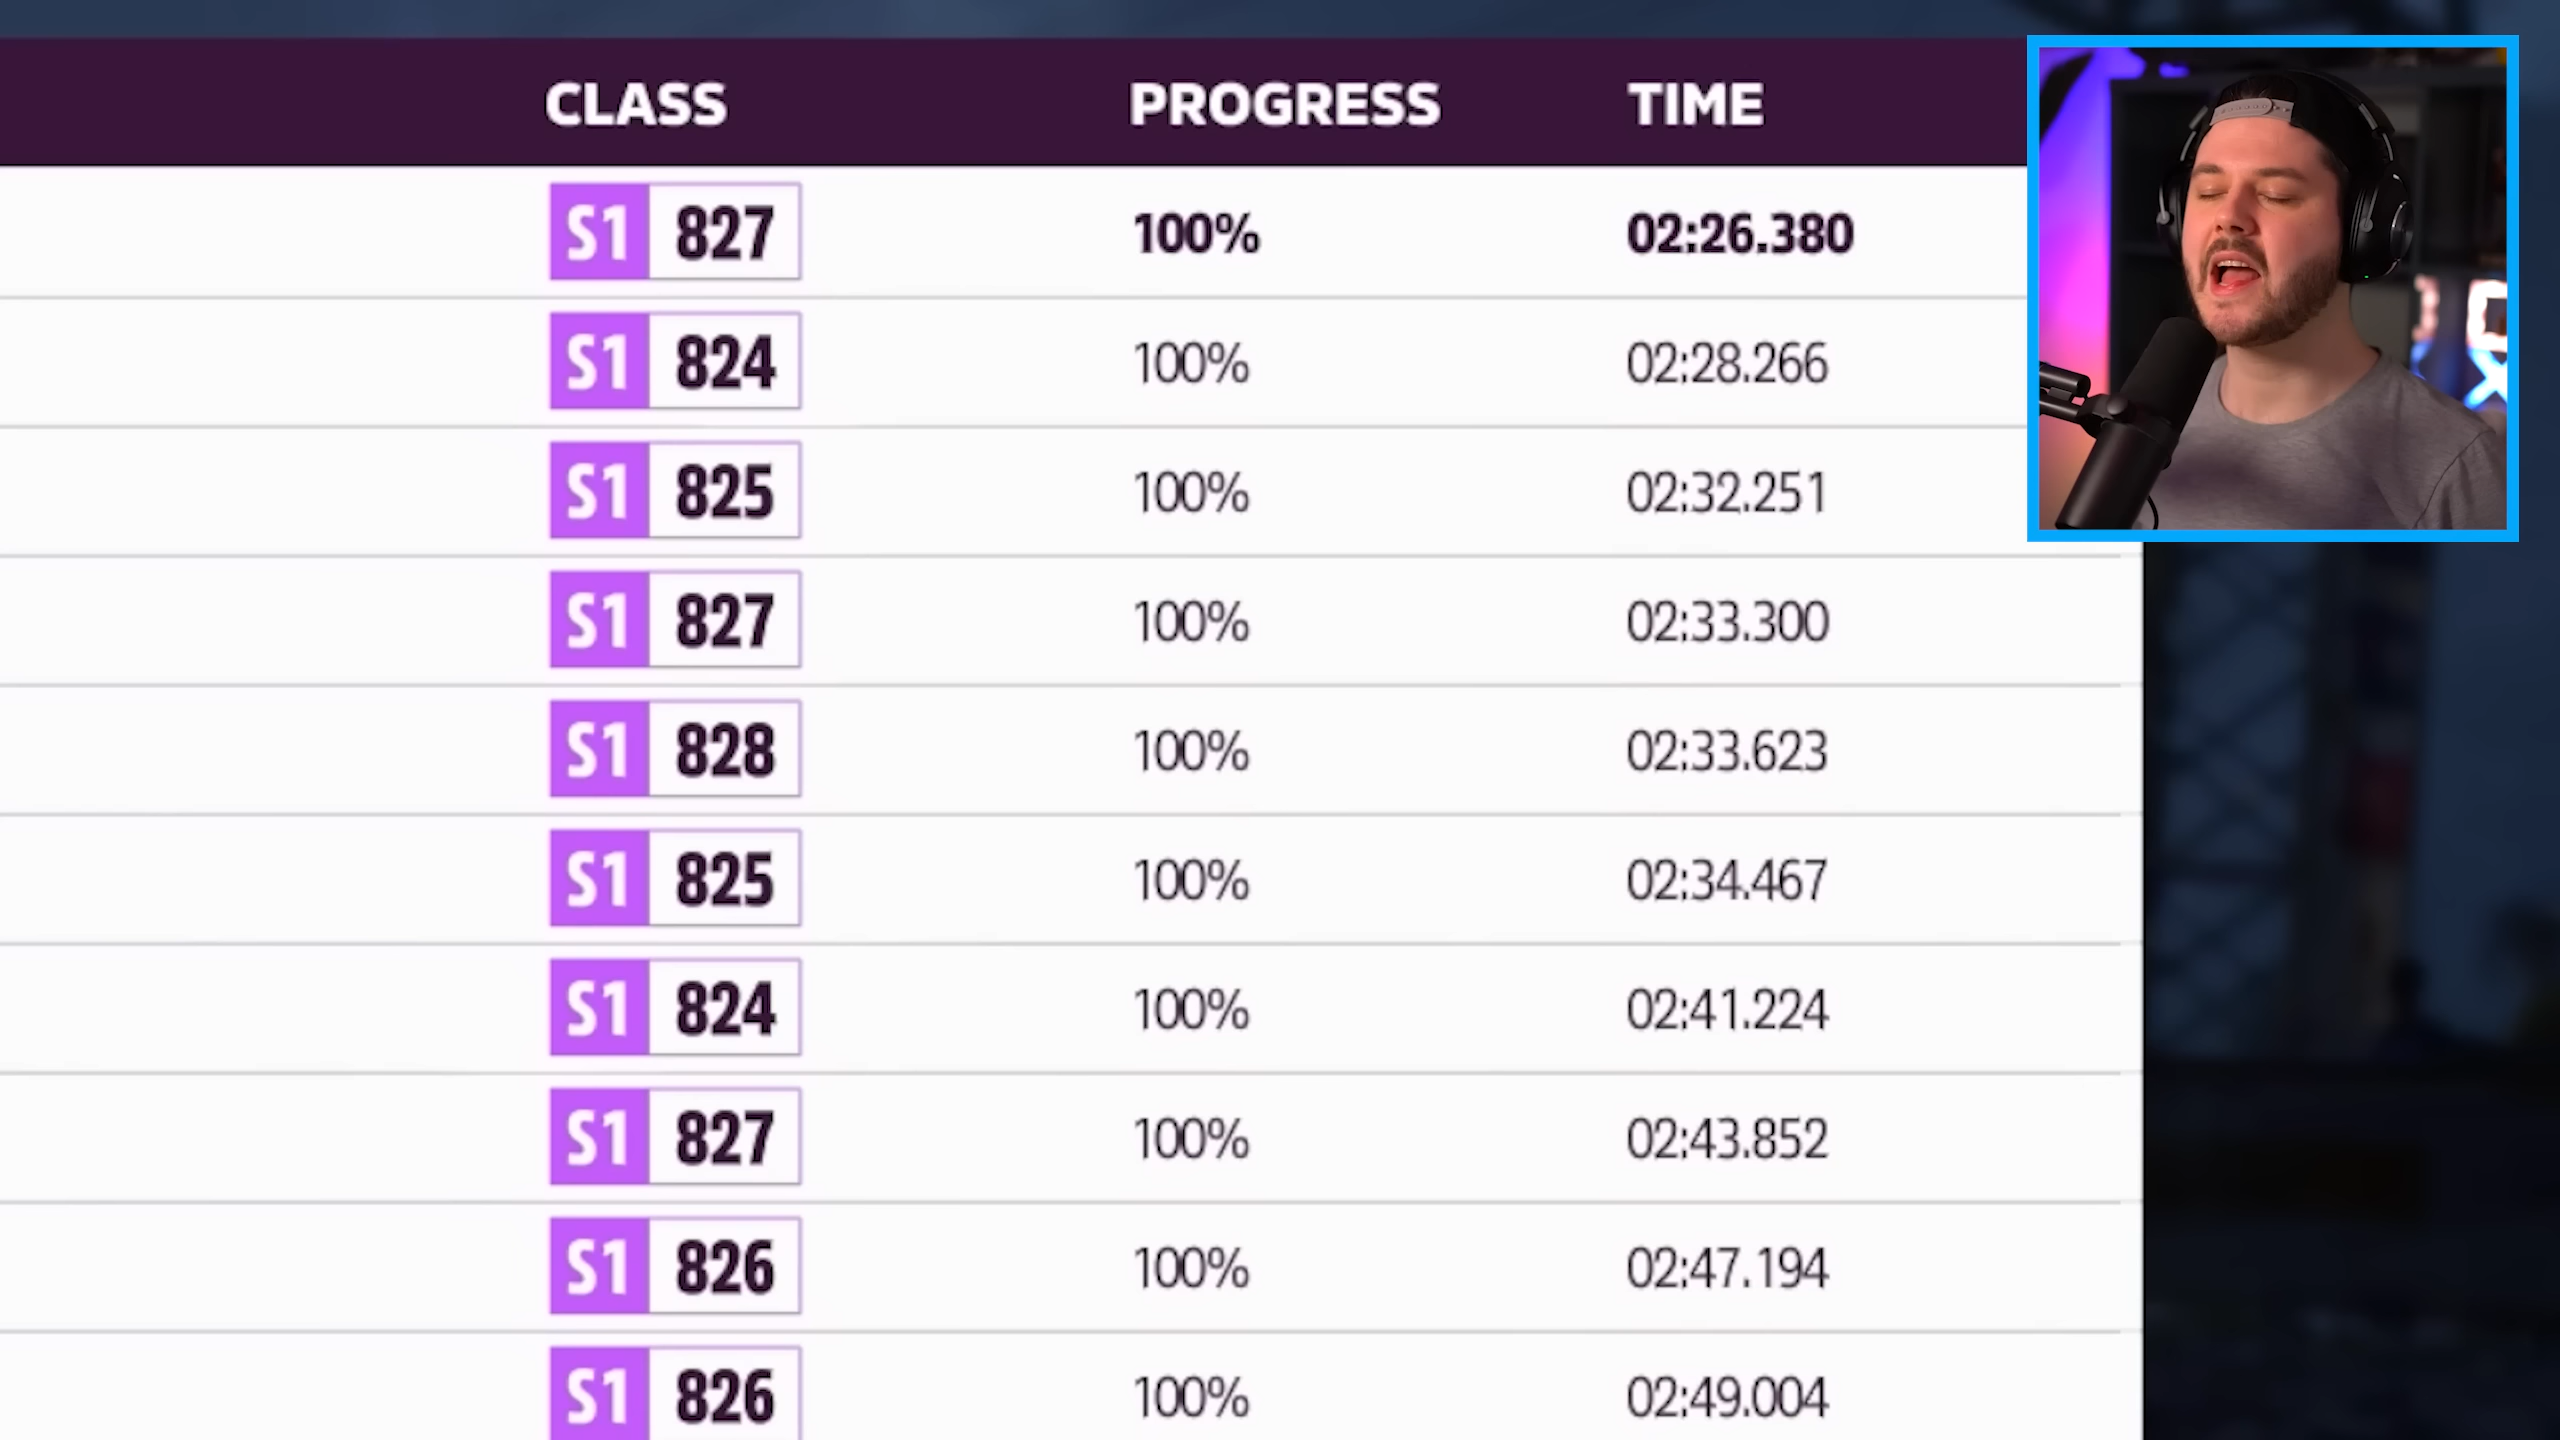 CLASS PROGRESS TIME
S1 827 100% 02:26.380
S1 824 100% 02:28.266
S1 825 100% 02:32.251
S1 827 100% 02:33.300
S1 828 100% 02:33.623
S1 825 100% 02:34.467
S1 824 100% 02:41.224
S1 827 100% 02:43.852
S1 826 100% 02:47.194
S1 826 100% 02:49.004